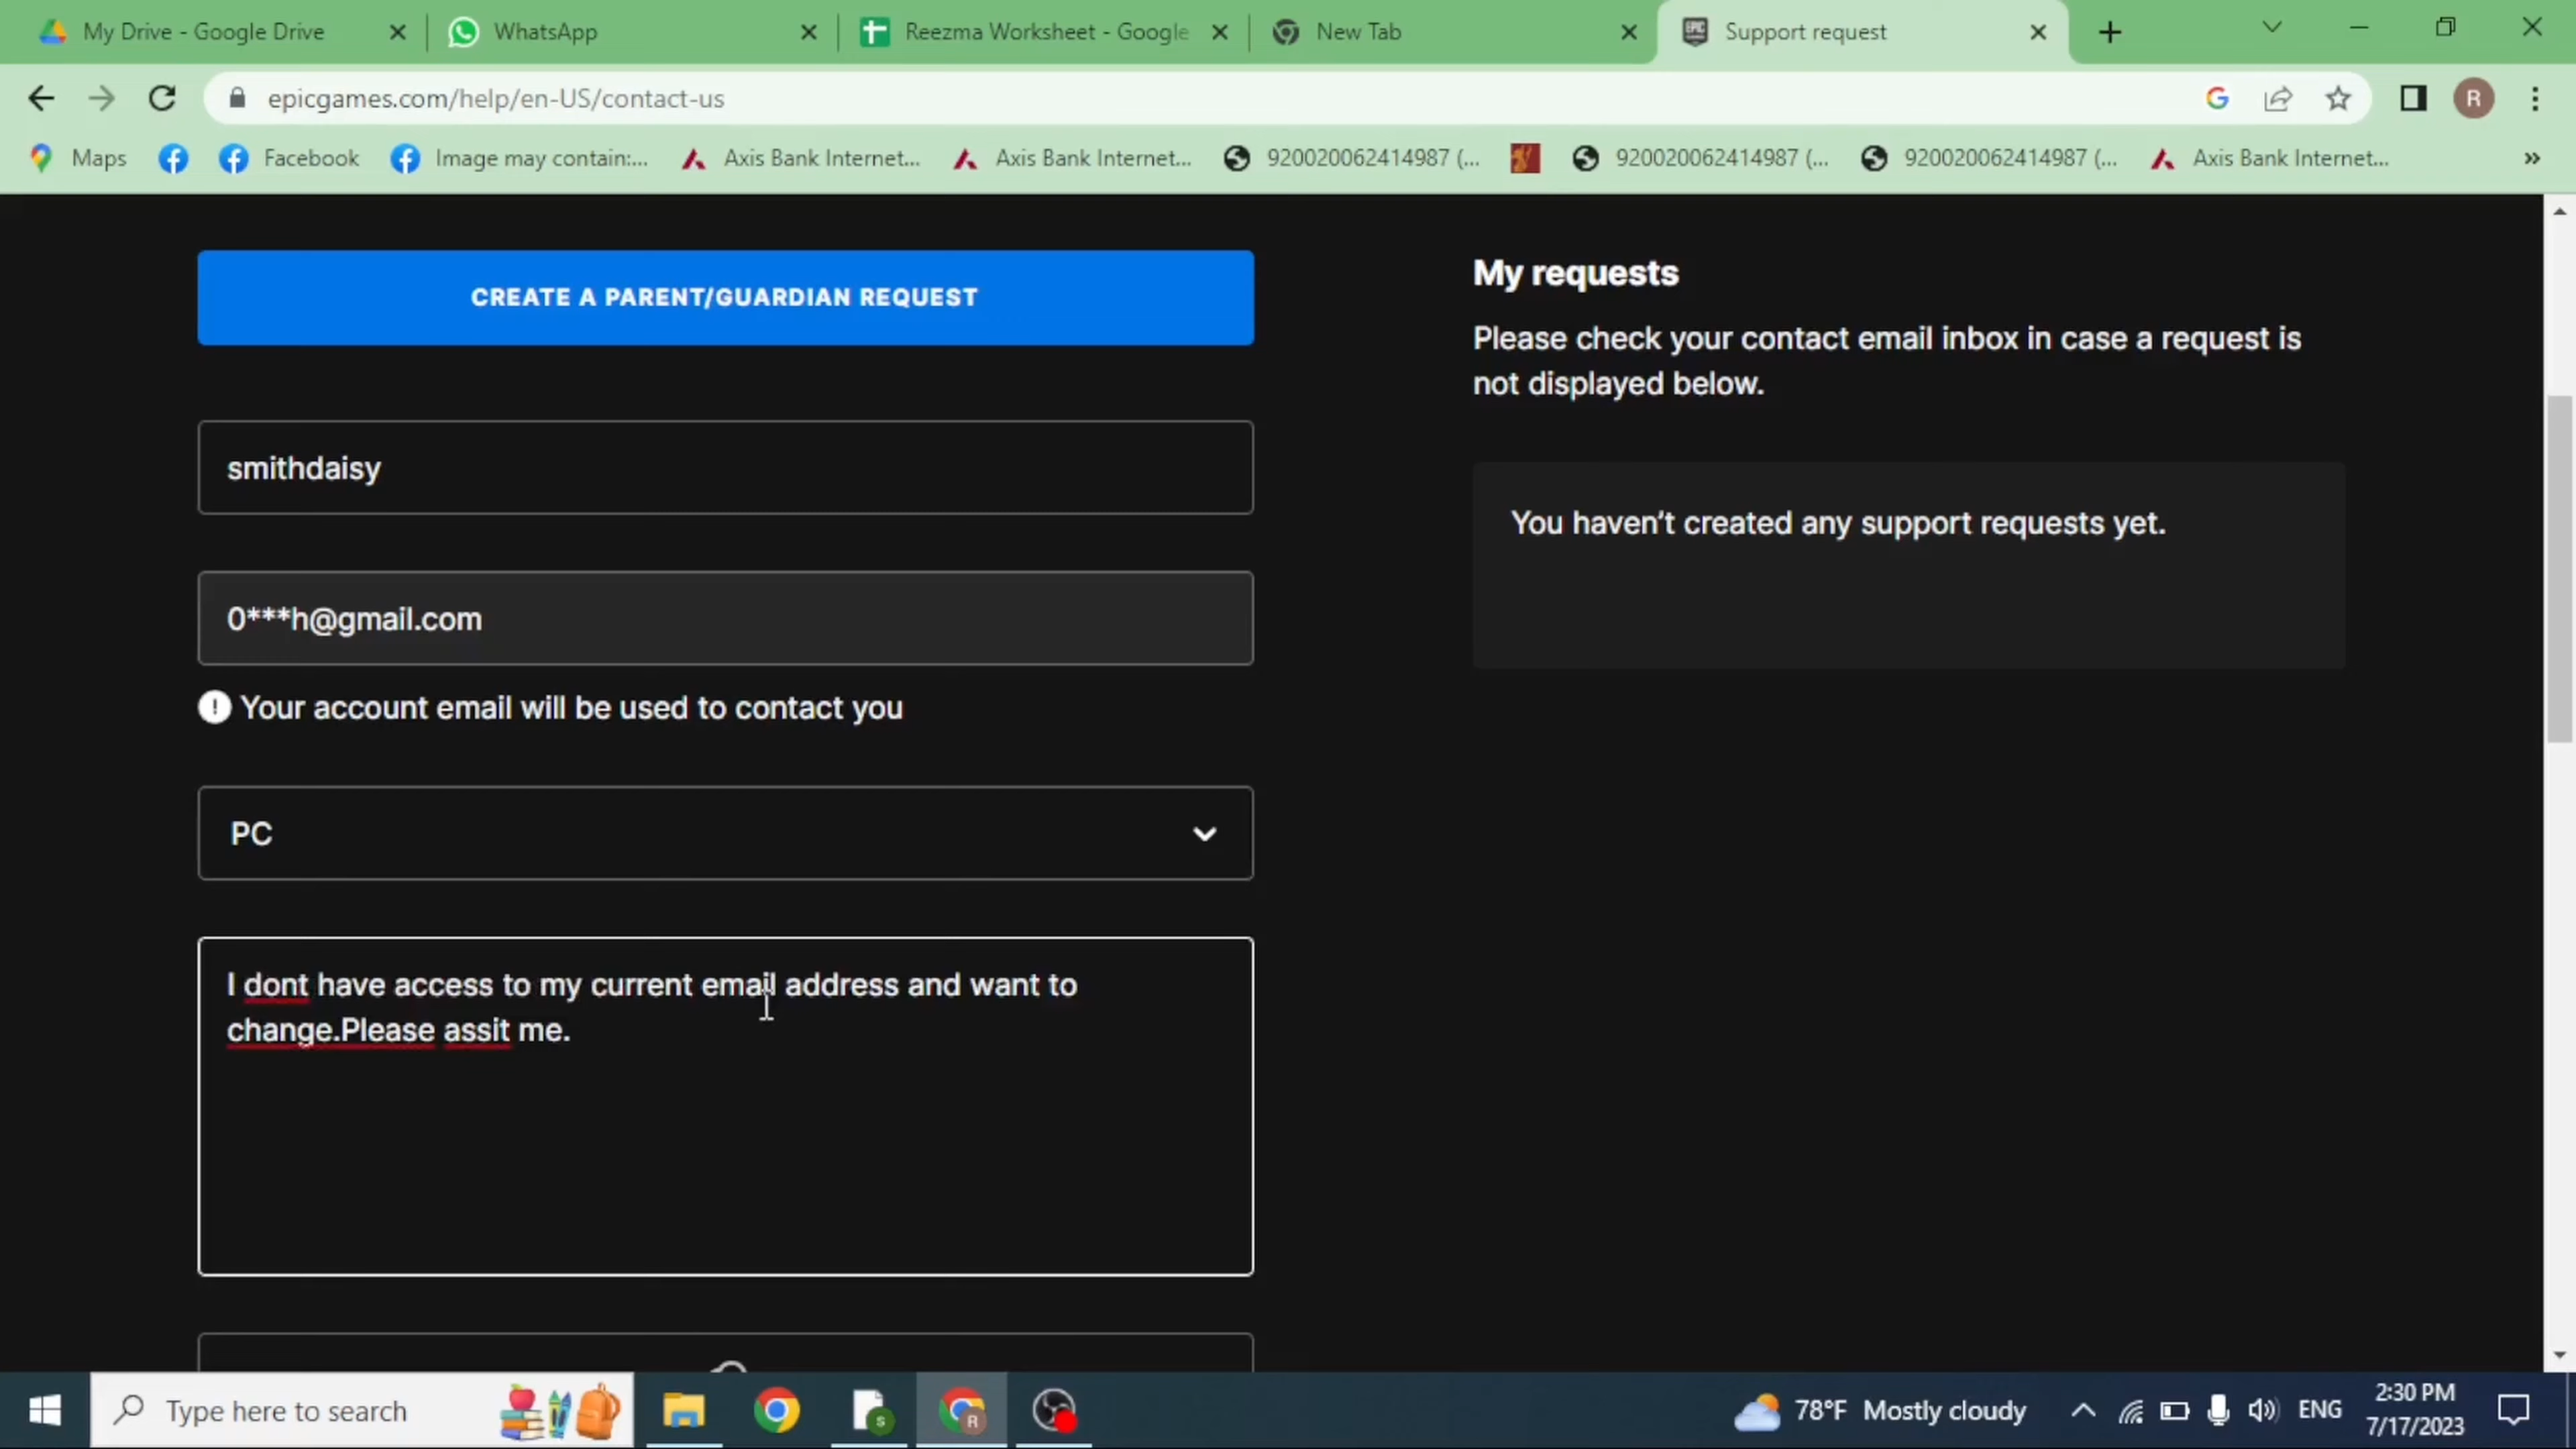 My Drive - Google Drive
WhatsApp
Reezma Worksheet - Google
New Tab
Support request
epicgames.com/help/en-US/contact-us
R
Maps
Facebook
Image may contain:...
Axis Bank Internet...
Axis Bank Internet...
920020062414987 (...
920020062414987 (...
920020062414987 (...
Axis Bank Internet...
»
CREATE A PARENT/GUARDIAN REQUEST
smithdaisy
0***h@gmail.com
Your account email will be used to contact you
PC
I dont have access to my current email address and want to
change.Please assit me.
My requests
Please check your contact email inbox in case a request is
not displayed below.
You haven't created any support requests yet.
Type here to search
S
R
78°F Mostly cloudy
ENG
2:30 PM
7/17/2023